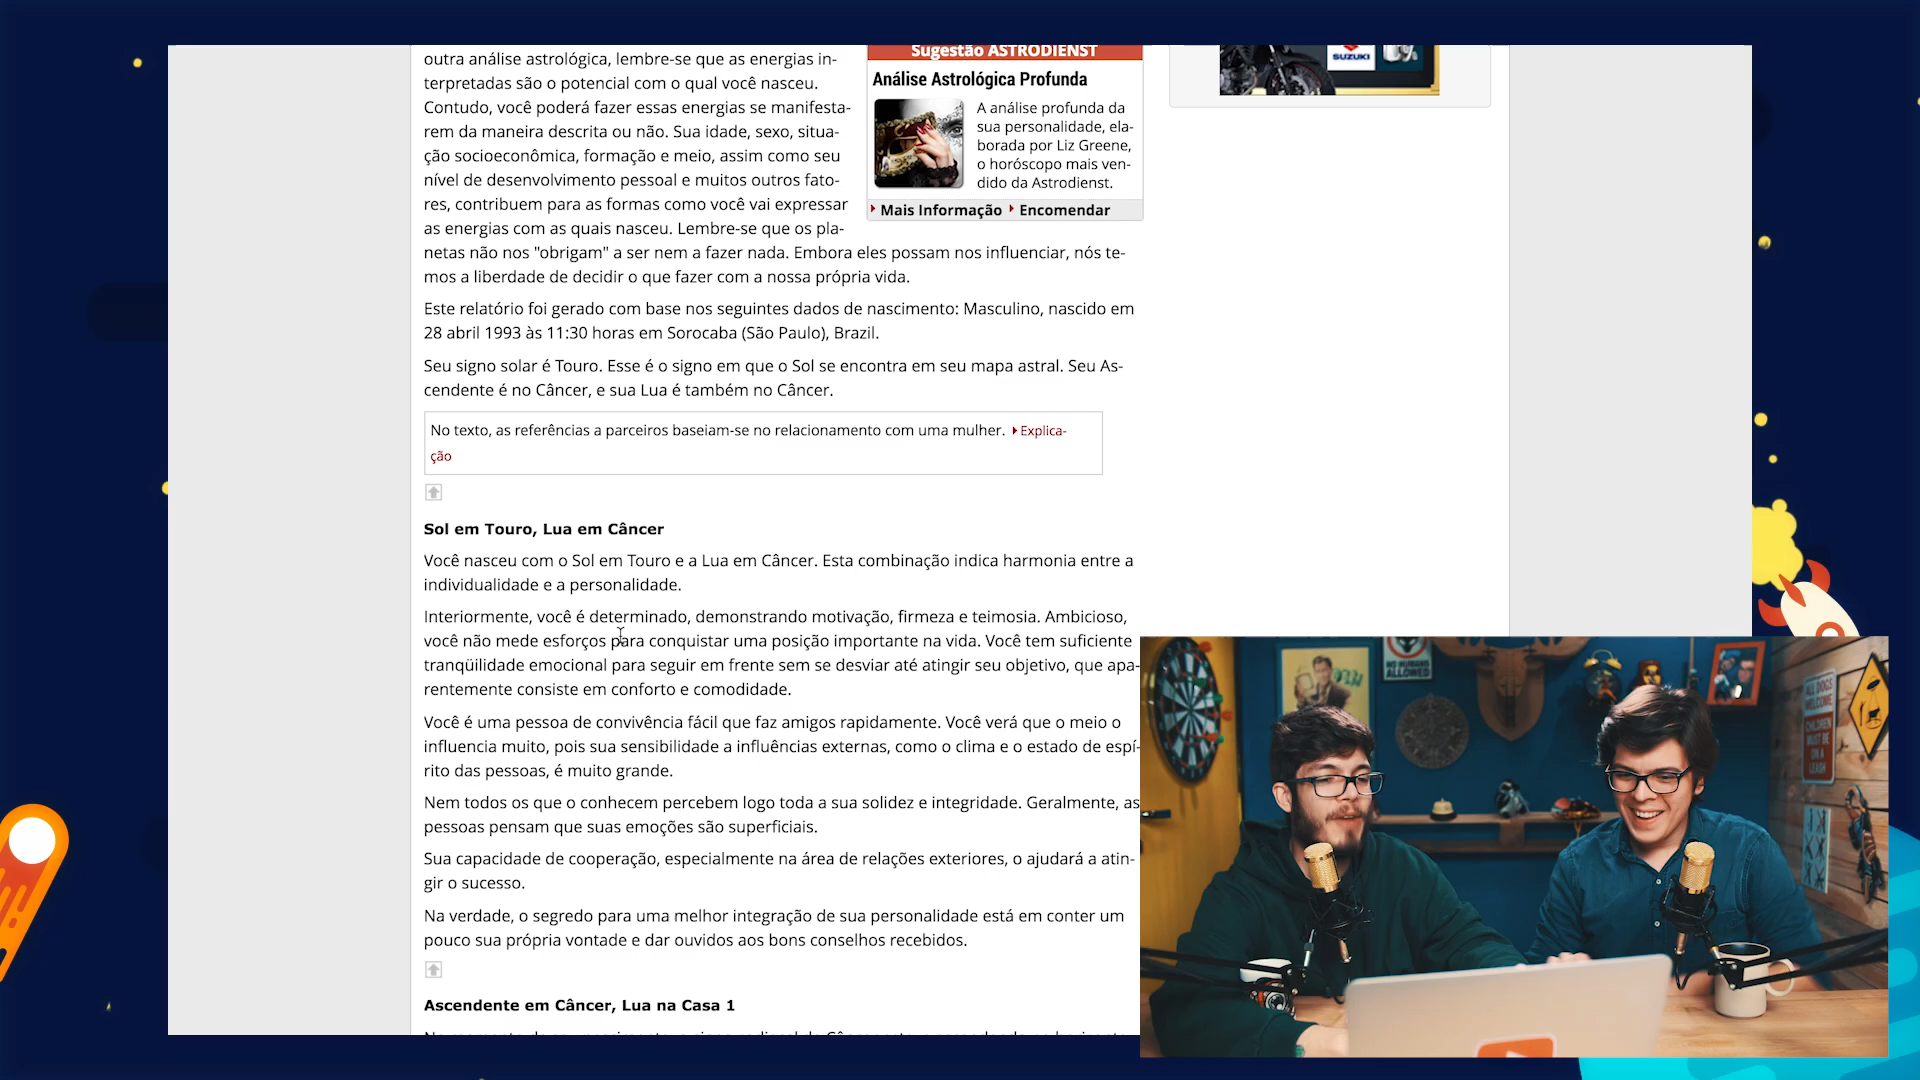 outra análise astrológica, lembre-se que as energias in-
terpretadas são o potencial com o qual você nasceu.
Contudo, você poderá fazer essas energias se manifesta-
rem da maneira descrita ou não. Sua idade, sexo, situa-
ção socioeconômica, formação e meio, assim como seu
nível de desenvolvimento pessoal e muitos outros fato-
res, contribuem para as formas como você vai expressar
as energias com as quais nasceu. Lembre-se que os pla-
netas não nos "obrigam" a ser nem a fazer nada. Embora eles possam nos influenciar, nós te-
mos a liberdade de decidir o que fazer com a nossa própria vida.
Sugestão ASTRODIENST
Análise Astrológica Profunda
A análise profunda da
sua personalidade, ela-
borada por Liz Greene,
o horóscopo mais ven-
dido da Astrodienst.
Mais Informação Encomendar
SUZUKI
Este relatório foi gerado com base nos seguintes dados de nascimento: Masculino, nascido em
28 abril 1993 às 11:30 horas em Sorocaba (São Paulo), Brazil.
Seu signo solar é Touro. Esse é o signo em que o Sol se encontra em seu mapa astral. Seu As-
cendente é no Câncer, e sua Lua é também no Câncer.
No texto, as referências a parceiros baseiam-se no relacionamento com uma mulher. Explica-
ção
Sol em Touro, Lua em Câncer
Você nasceu com o Sol em Touro e a Lua em Câncer. Esta combinação indica harmonia entre a
individualidade e a personalidade.
Interiormente, você é determinado, demonstrando motivação, firmeza e teimosia. Ambicioso,
você não mede esforços para conquistar uma posição importante na vida. Você tem suficiente
tranqüilidade emocional para seguir em frente sem se desviar até atingir seu objetivo, que apa-
rentemente consiste em conforto e comodidade.
Você é uma pessoa de convivência fácil que faz amigos rapidamente. Você verá que o meio o
influencia muito, pois sua sensibilidade a influências externas, como o clima e o estado de espí-
rito das pessoas, é muito grande.
Nem todos os que o conhecem percebem logo toda a sua solidez e integridade. Geralmente, as
pessoas pensam que suas emoções são superficiais.
Sua capacidade de cooperação, especialmente na área de relações exteriores, o ajudará a atin-
gir o sucesso.
Na verdade, o segredo para uma melhor integração de sua personalidade está em conter um
pouco sua própria vontade e dar ouvidos aos bons conselhos recebidos.
Ascendente em Câncer, Lua na Casa 1
NO HUMANS
ALLOWED
ALL DOGS
WELCOME
CHILDREN
MUST BE
ON A
LEASH